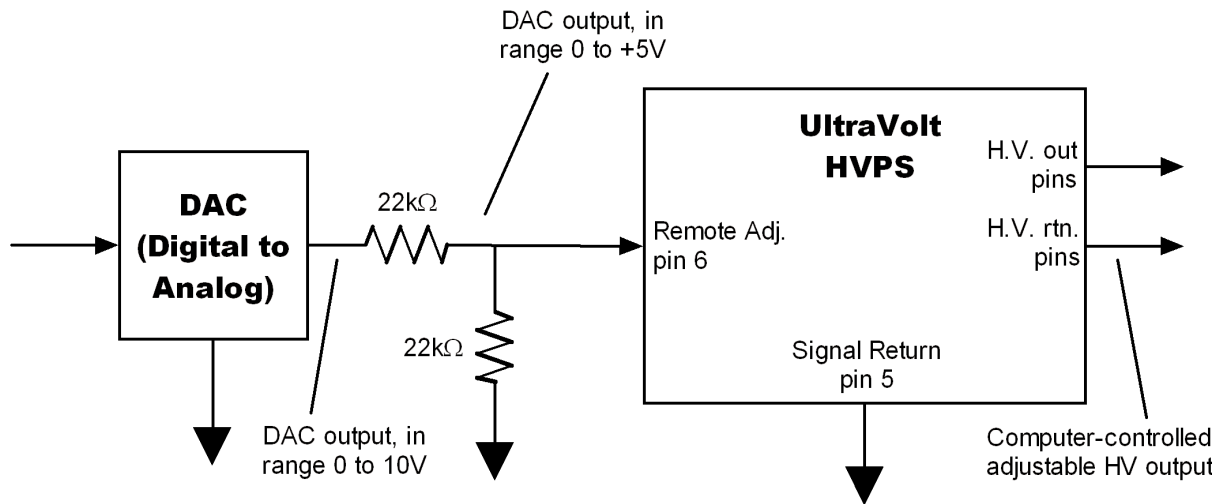 DAC output, in
range 0 to +5V
UltraVolt
HVPS
H.V. out
pins
DAC
(Digital to
Analog)
22kΩ
Remote Adj.
pin 6
H.V. rtn.
pins
22kΩ
Signal Return
pin 5
DAC output, in
range 0 to 10V
Computer-controlled
adjustable HV output